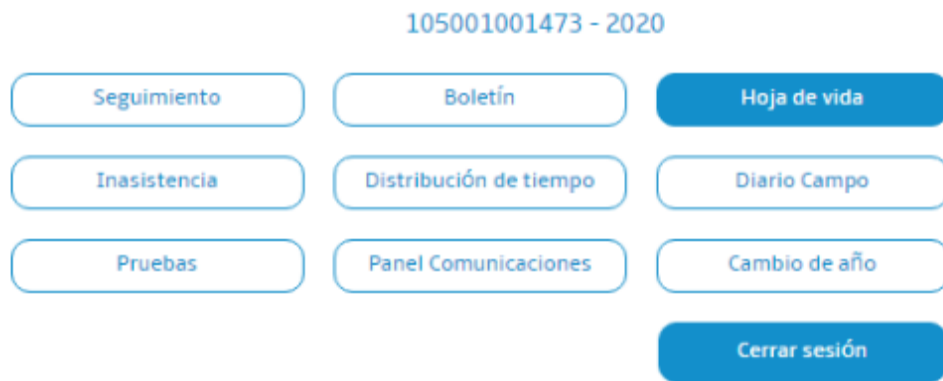 105001001473 - 2020
Seguimiento
Boletín
Hoja de vida
Inasistencia
Distribución de tiempo
Diario Campo
Pruebas
Panel Comunicaciones
Cambio de año
Cerrar sesión